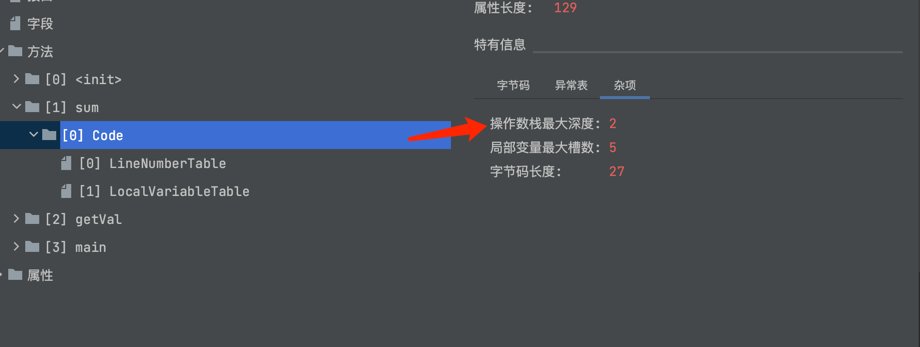 字段
方法
[0] <init>
[1] sum
[0] Code
[0] LineNumberTable
[1] LocalVariableTable
[2] getVal
[3] main
属性
属性长度: 129
特有信息
字节码 异常表 杂项
操作数栈最大深度: 2
局部变量最大槽数: 5
字节码长度: 27